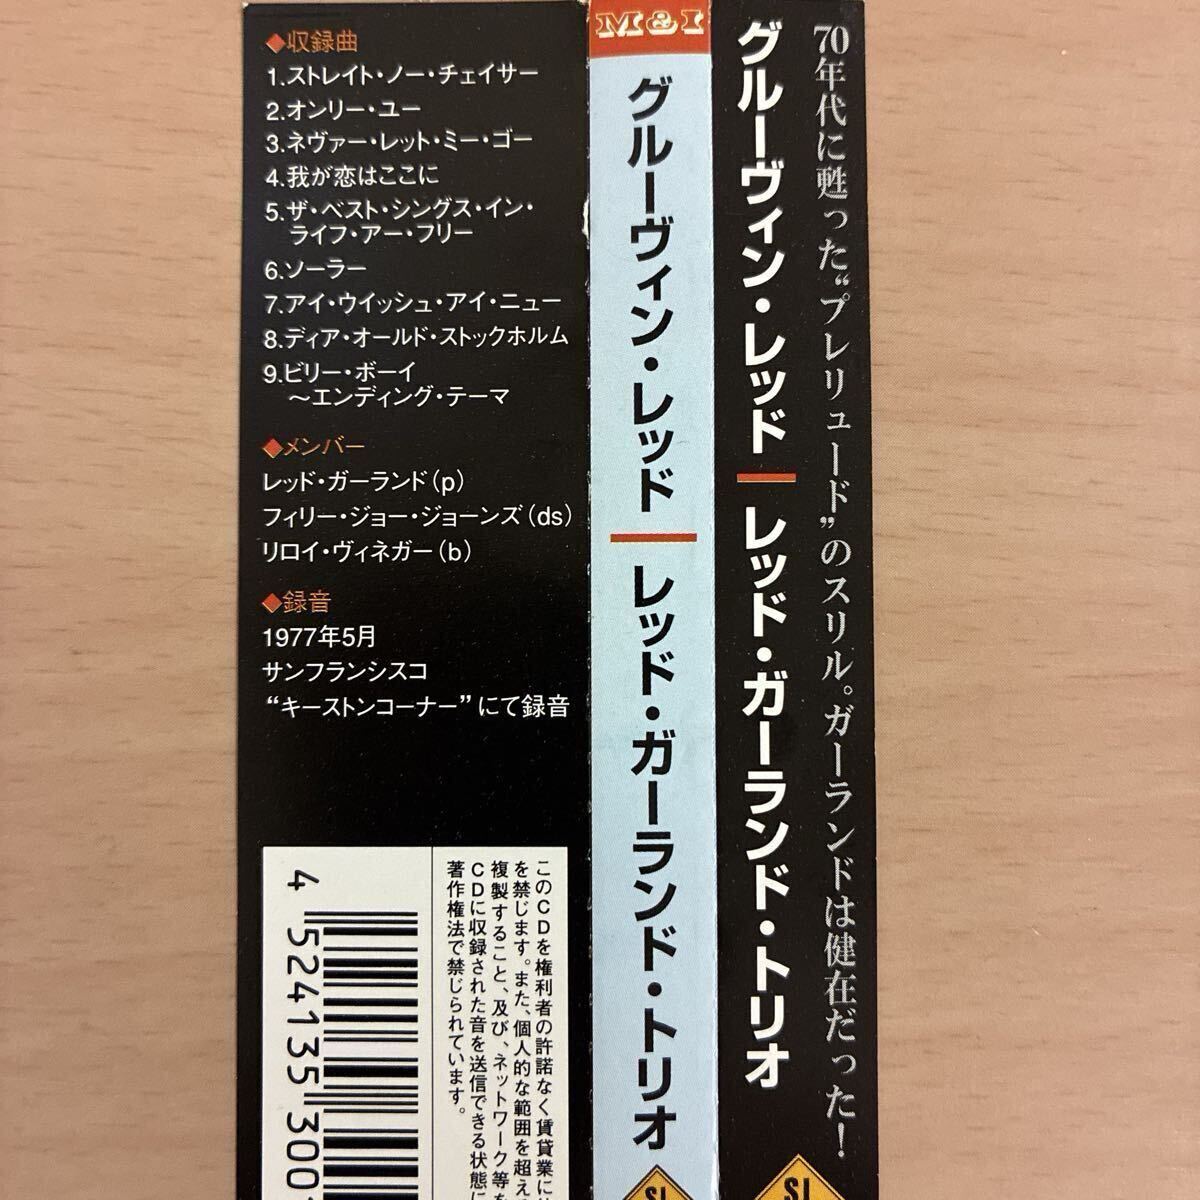 ◆収録曲
1.ストレイト・ノー・チェイサー
2.オンリー・ユー
3.ネヴァー・レット・ミー・ゴー
4.我が恋はここに
5.ザ・ベスト・シングス・イン・
ライフ・アー・フリー
6.ソーラー
7.アイ・ウイッシュ・アイ・ニュー
8.ディア・オールド・ストックホルム
9.ビリー・ボーイ
〜エンディング・テーマ
◆メンバー
レッド・ガーランド(p)
フィリー・ジョー・ジョーンズ(ds)
リロイ・ヴィネガー(b)
◆録音
1977年5月
サンフランシスコ
“キーストンコーナー”にて録音
4 524135 300
このCDを権利者の許諾なく賃貸業に
を禁じます。また、個人的な範囲を超え
複製すること、及び、ネットワーク等を
CDに収録された音を送信できる状態に
著作権法で禁じられています。
M&I
グルーヴィン・レッド ｜ レッド・ガーランド・トリオ
SJ
グルーヴィン・レッド ｜ レッド・ガーランド・トリオ
SJ
70年代に甦った“プレリュード”のスリル。ガーランドは健在だった！